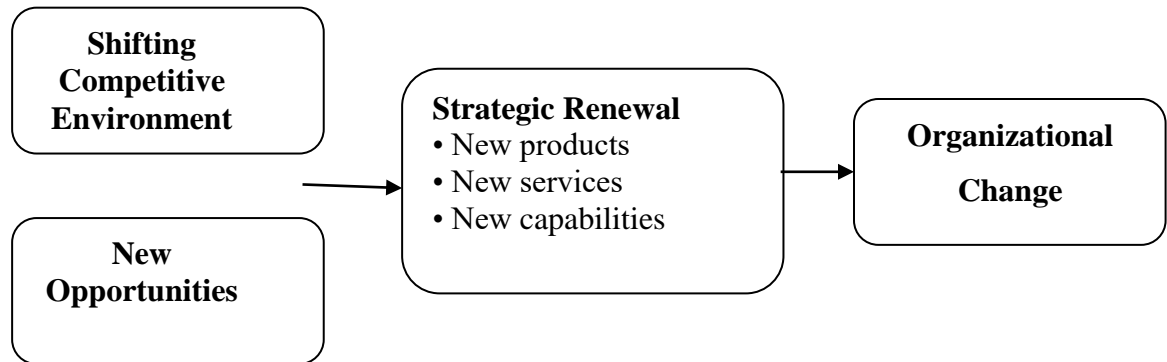 Shifting
Competitive
Environment
New
Opportunities
Strategic Renewal
• New products
• New services
• New capabilities
Organizational
Change